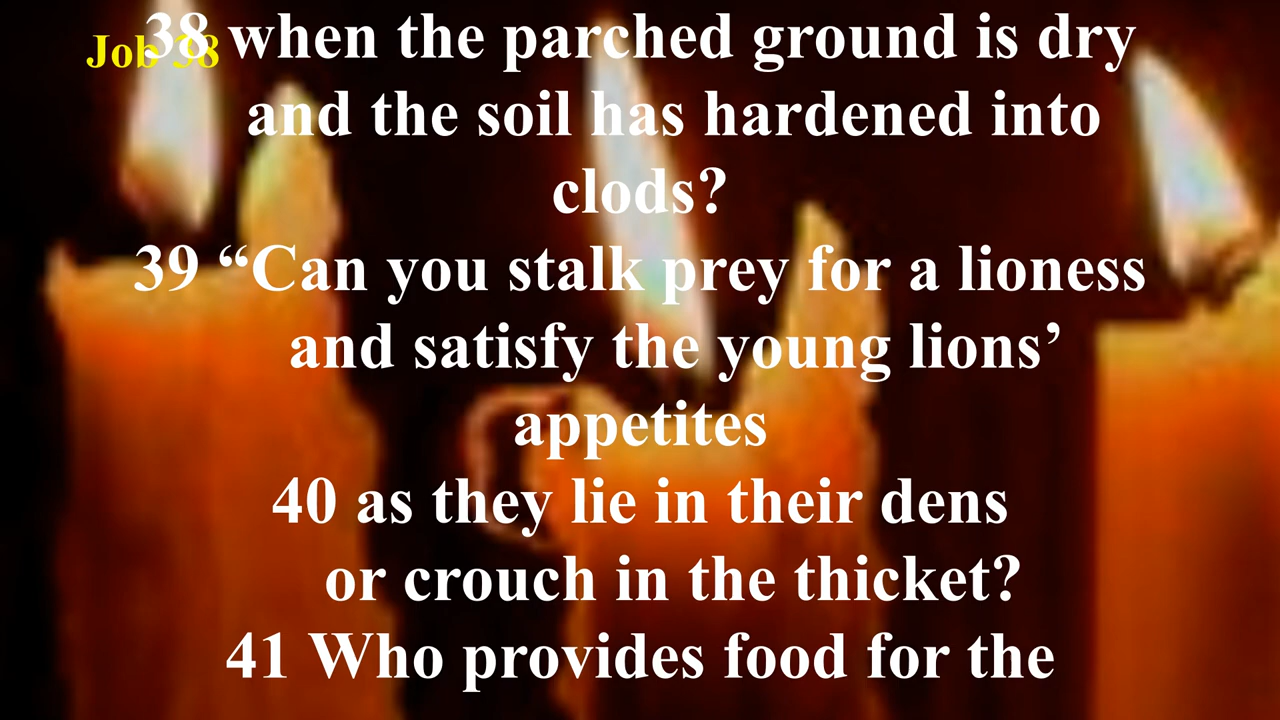 Job 38
38 when the parched ground is dry
and the soil has hardened into
clods?
39 “Can you stalk prey for a lioness
and satisfy the young lions’
appetites
40 as they lie in their dens
or crouch in the thicket?
41 Who provides food for the